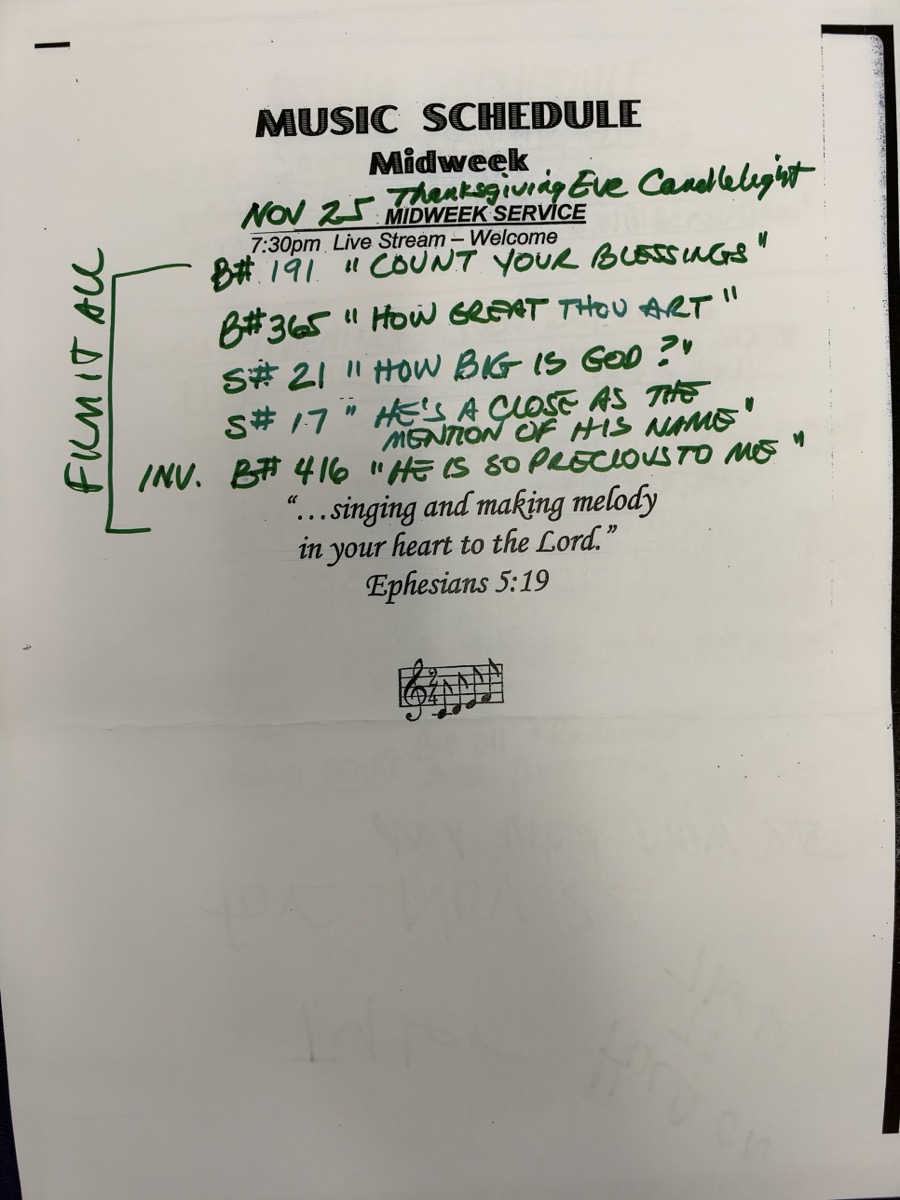 MUSIC SCHEDULE
Midweek
NOV 25 Thanksgiving Eve Candlelight
MIDWEEK SERVICE
7:30pm Live Stream – Welcome
B# 191 "COUNT YOUR BLESSINGS"
B# 365 "HOW GREAT THOU ART"
S# 21 "HOW BIG IS GOD?"
S# 17 "HE'S A CLOSE AS THE
MENTION OF HIS NAME"
INV. B# 416 "HE IS SO PRECIOUS TO ME"
FILM IT ALL
"…singing and making melody
in your heart to the Lord."
Ephesians 5:19